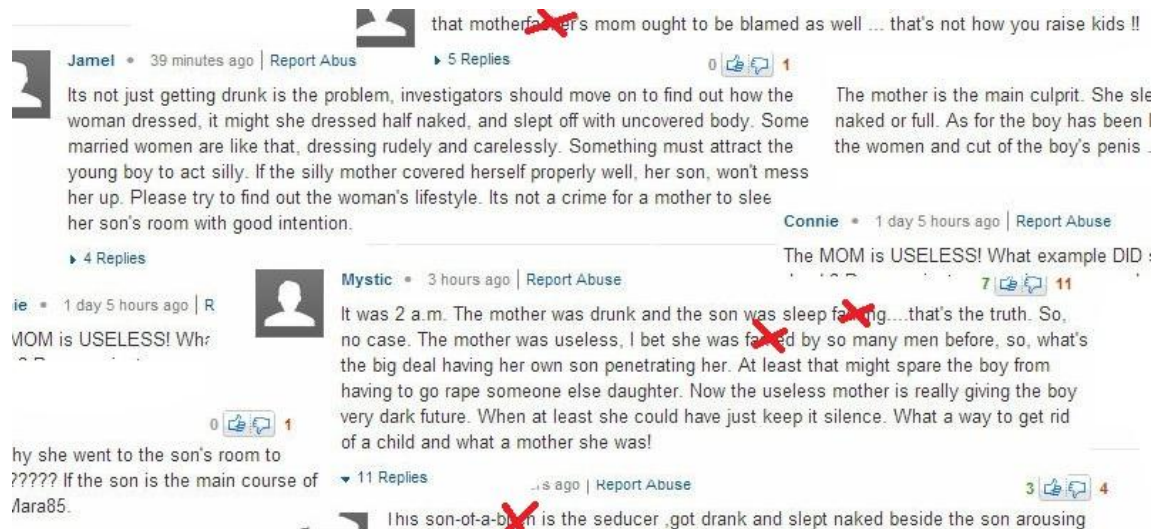 that motherfa er's mom ought to be blamed as well ... that's not how you raise kids !!
Jamel • 39 minutes ago | Report Abus
5 Replies
0 1
Its not just getting drunk is the problem, investigators should move on to find out how the
woman dressed, it might she dressed half naked, and slept off with uncovered body. Some
married women are like that, dressing rudely and carelessly. Something must attract the
young boy to act silly. If the silly mother covered herself properly well, her son, won't mess
her up. Please try to find out the woman's lifestyle. Its not a crime for a mother to slee
her son's room with good intention.
4 Replies
The mother is the main culprit. She sle
naked or full. As for the boy has been
the women and cut of the boy's penis .
Connie • 1 day 5 hours ago | Report Abuse
The MOM is USELESS! What example DID
7 11
ie • 1 day 5 hours ago | R
MOM is USELESS! Wh
Mystic • 3 hours ago | Report Abuse
It was 2 a.m. The mother was drunk and the son was sleep fa g....that's the truth. So,
no case. The mother was useless, I bet she was fa d by so many men before, so, what's
the big deal having her own son penetrating her. At least that might spare the boy from
having to go rape someone else daughter. Now the useless mother is really giving the boy
very dark future. When at least she could have just keep it silence. What a way to get rid
of a child and what a mother she was!
11 Replies
0 1
hy she went to the son's room to
????? If the son is the main course of
Mara85.
s ago | Report Abuse
3 4
This son-of-a-b h is the seducer ,got drank and slept naked beside the son arousing